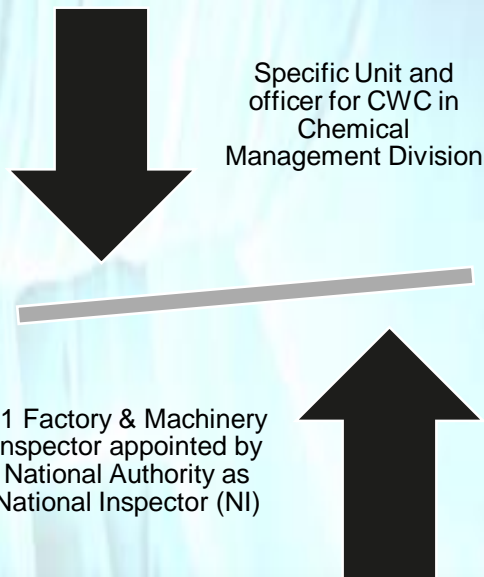 Specific Unit and
officer for CWC in
Chemical
Management Division
1 Factory & Machinery
nspector appointed by
National Authority as
National Inspector (NI)